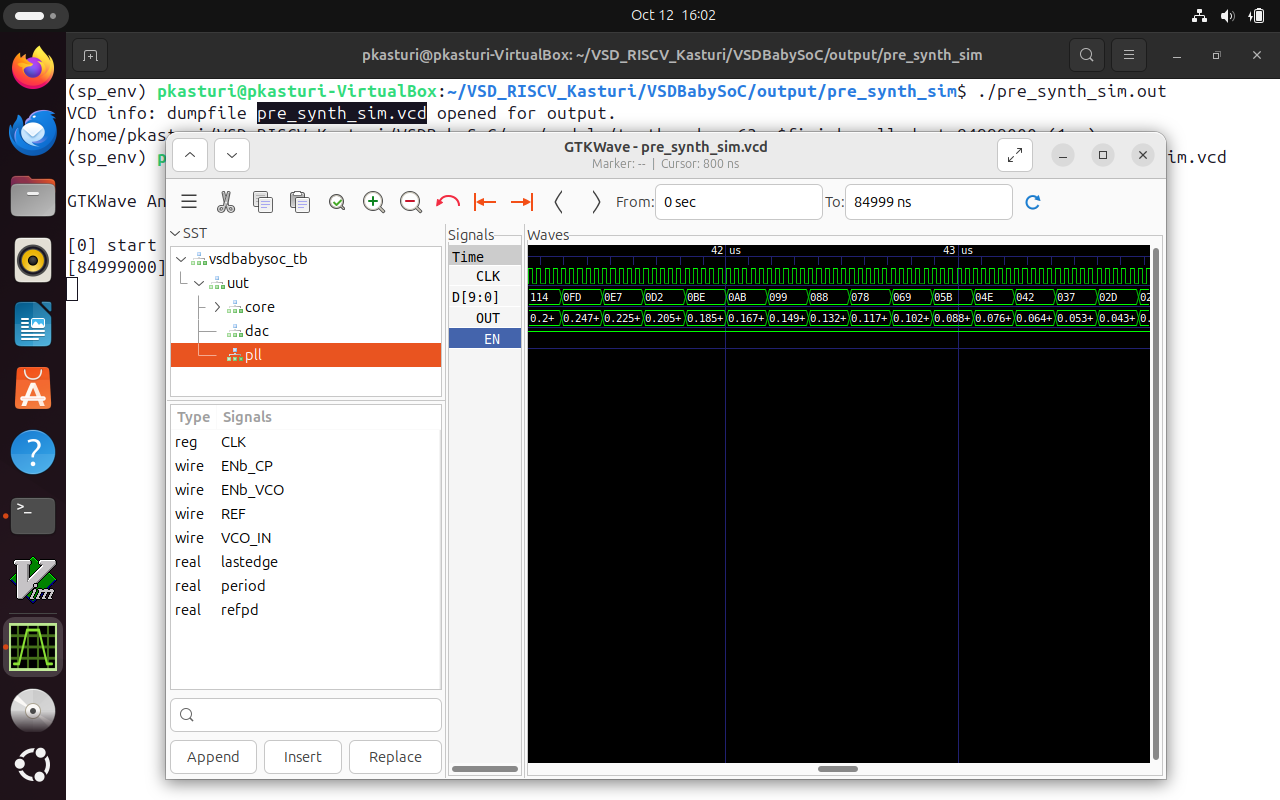 Oct 12 16:02
pkasturi@pkasturi-VirtualBox: ~/VSD_RISCV_Kasturi/VSDBabySoC/output/pre_synth_sim
(sp_env) pkasturi@pkasturi-VirtualBox:~/VSD_RISCV_Kasturi/VSDBabySoC/output/pre_synth_sim$ ./pre_synth_sim.out
VCD info: dumpfile pre_synth_sim.vcd opened for output.
(sp_env)
im.vcd
GTKWave An
[0] start
[84999000]
GTKWave - pre_synth_sim.vcd
Marker: -- | Cursor: 800 ns
From: 0 sec To: 84999 ns
SST
vsdbabysoc_tb
uut
core
dac
pll
Type Signals
reg CLK
wire ENb_CP
wire ENb_VCO
wire REF
wire VCO_IN
real lastedge
real period
real refpd
Append Insert Replace
Signals
Time
CLK
D[9:0]
OUT
EN
Waves
42 us 43 us
114 0FD 0E7 0D2 0BE 0AB 099 088 078 069 05B 04E 042 037 02D
0.2+ 0.247+ 0.225+ 0.205+ 0.185+ 0.167+ 0.149+ 0.132+ 0.117+ 0.102+ 0.088+ 0.076+ 0.064+ 0.053+ 0.043+